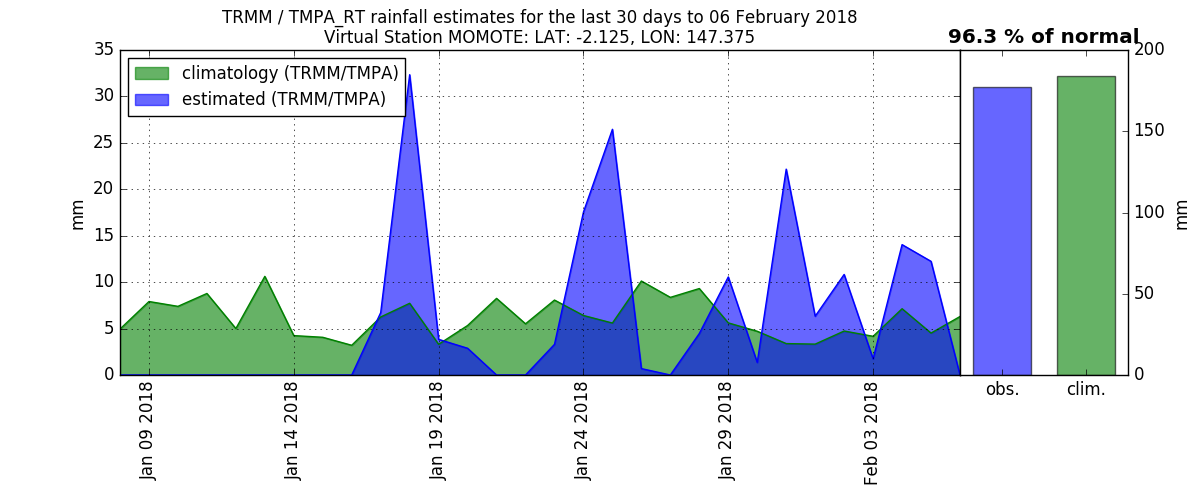 TRMM / TMPA_RT rainfall estimates for the last 30 days to 06 February 2018
Virtual Station MOMOTE: LAT: -2.125, LON: 147.375
96.3 % of normal
climatology (TRMM/TMPA)
estimated (TRMM/TMPA)
35
30
25
20
15
10
5
0
mm
Jan 09 2018
Jan 14 2018
Jan 19 2018
Jan 24 2018
Jan 29 2018
Feb 03 2018
obs.
clim.
200
150
100
50
0
mm